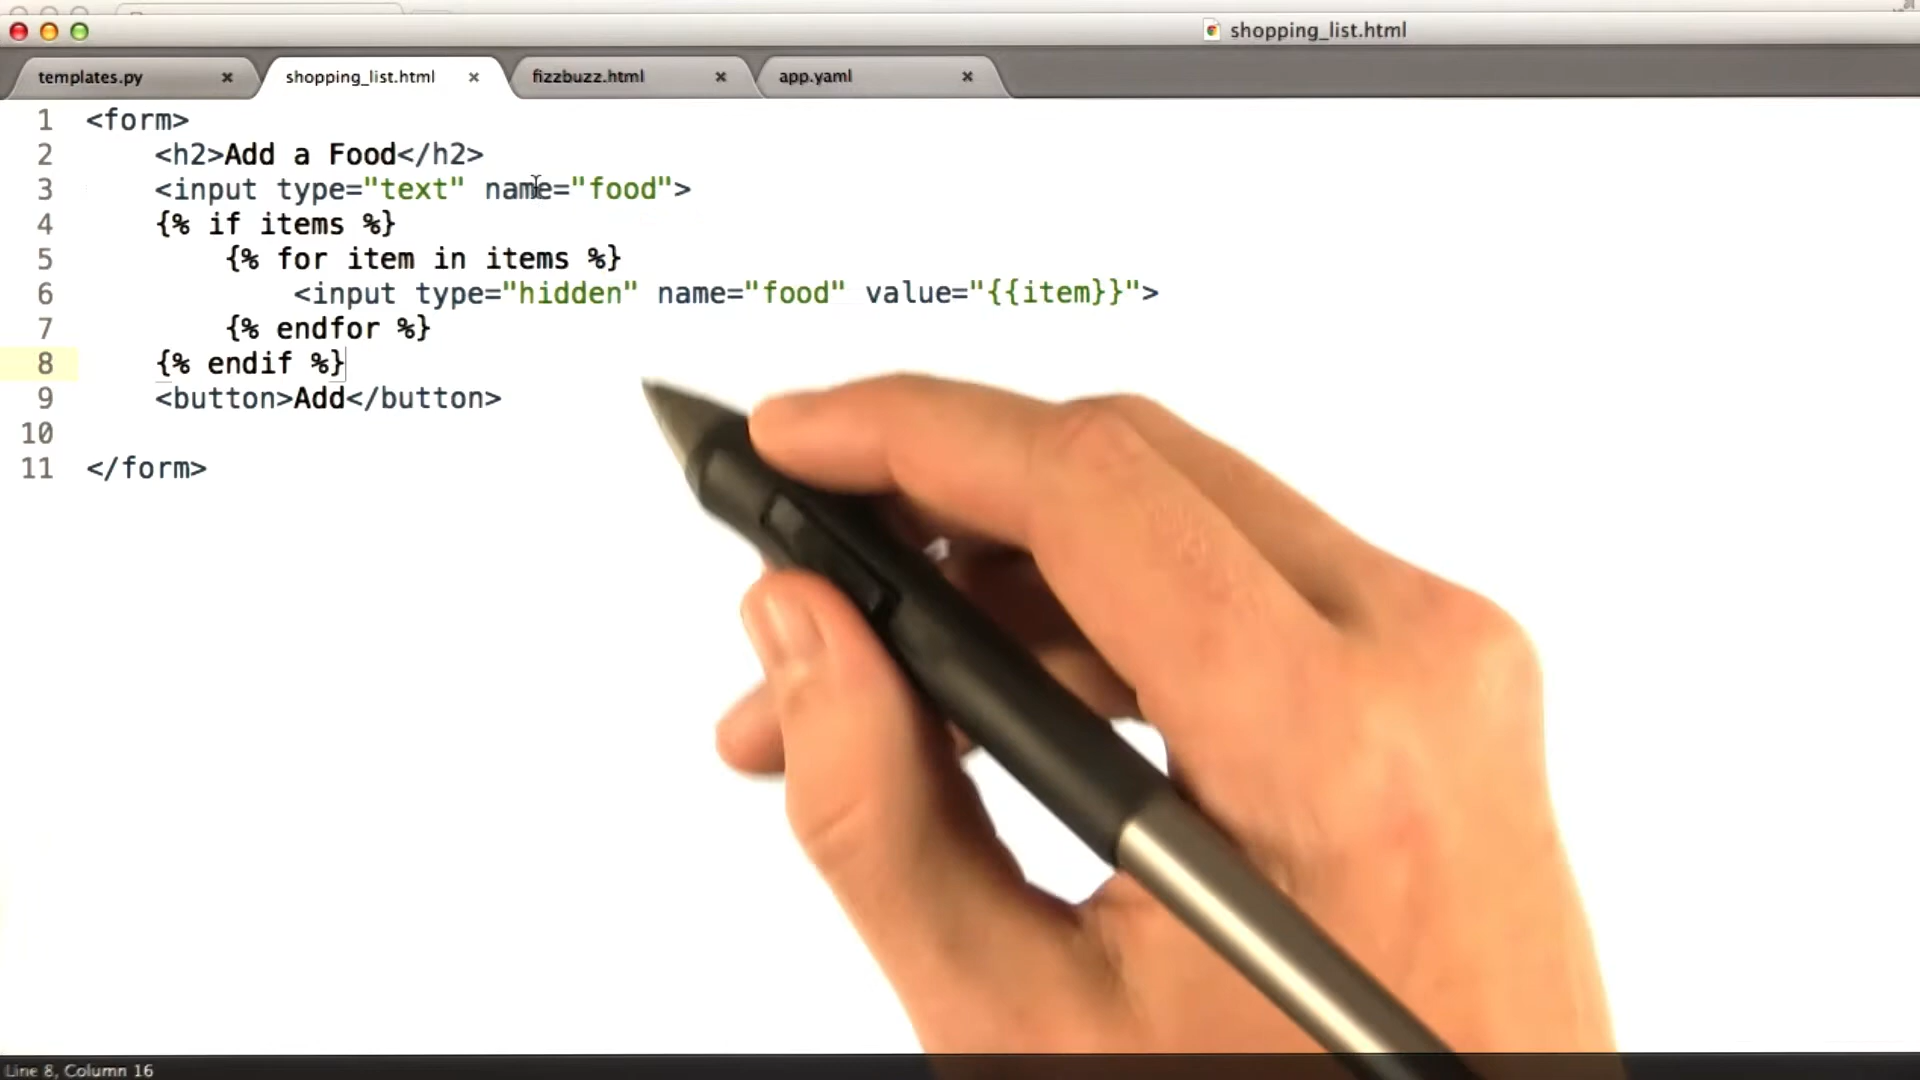 shopping_list.html
templates.py × shopping_list.html × fizzbuzz.html × app.yaml ×
1 <form>
2 <h2>Add a Food</h2>
3 <input type="text" name="food">
4 {% if items %}
5 {% for item in items %}
6 <input type="hidden" name="food" value="{{item}}">
7 {% endfor %}
8 {% endif %}
9 <button>Add</button>
10
11 </form>
Line 8, Column 16